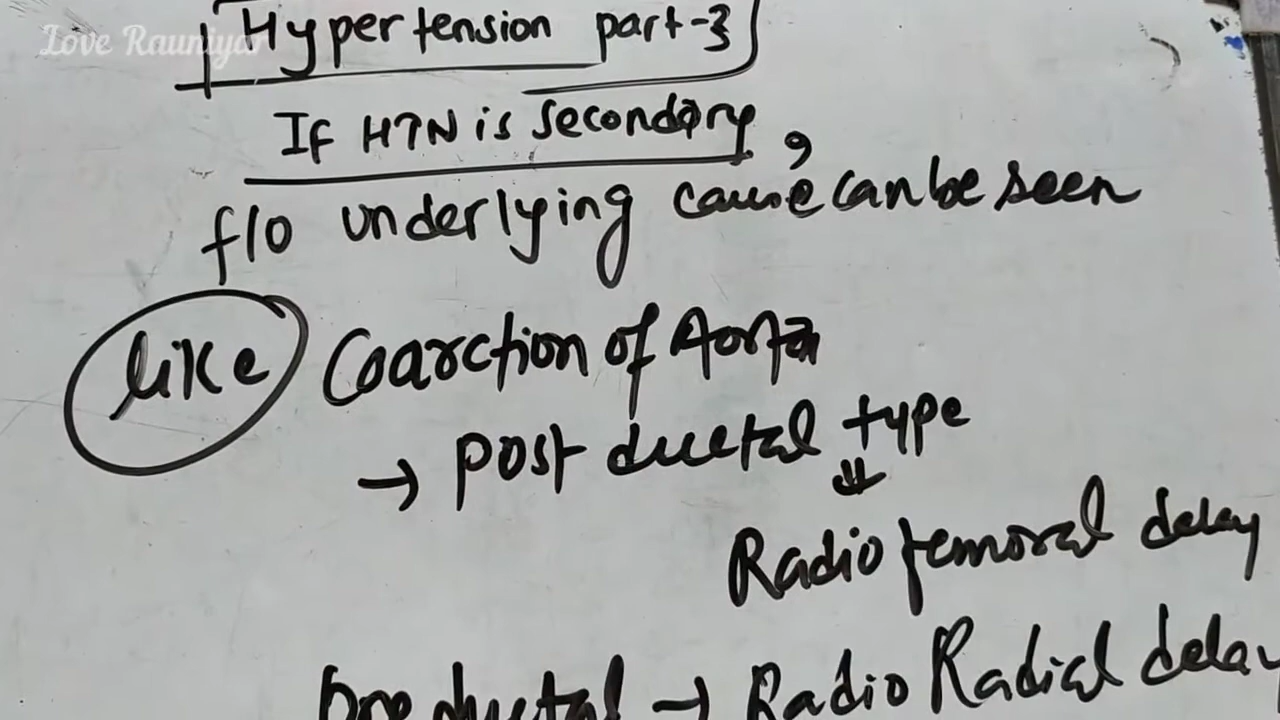 Love Rauniyar
Hypertension part-3
If HTN is secondary,
f/o underlying cause can be seen
like Coarction of Aorta
→ post ductal type
⇓
Radio femoral delay
pre ductal → Radio Radial delay